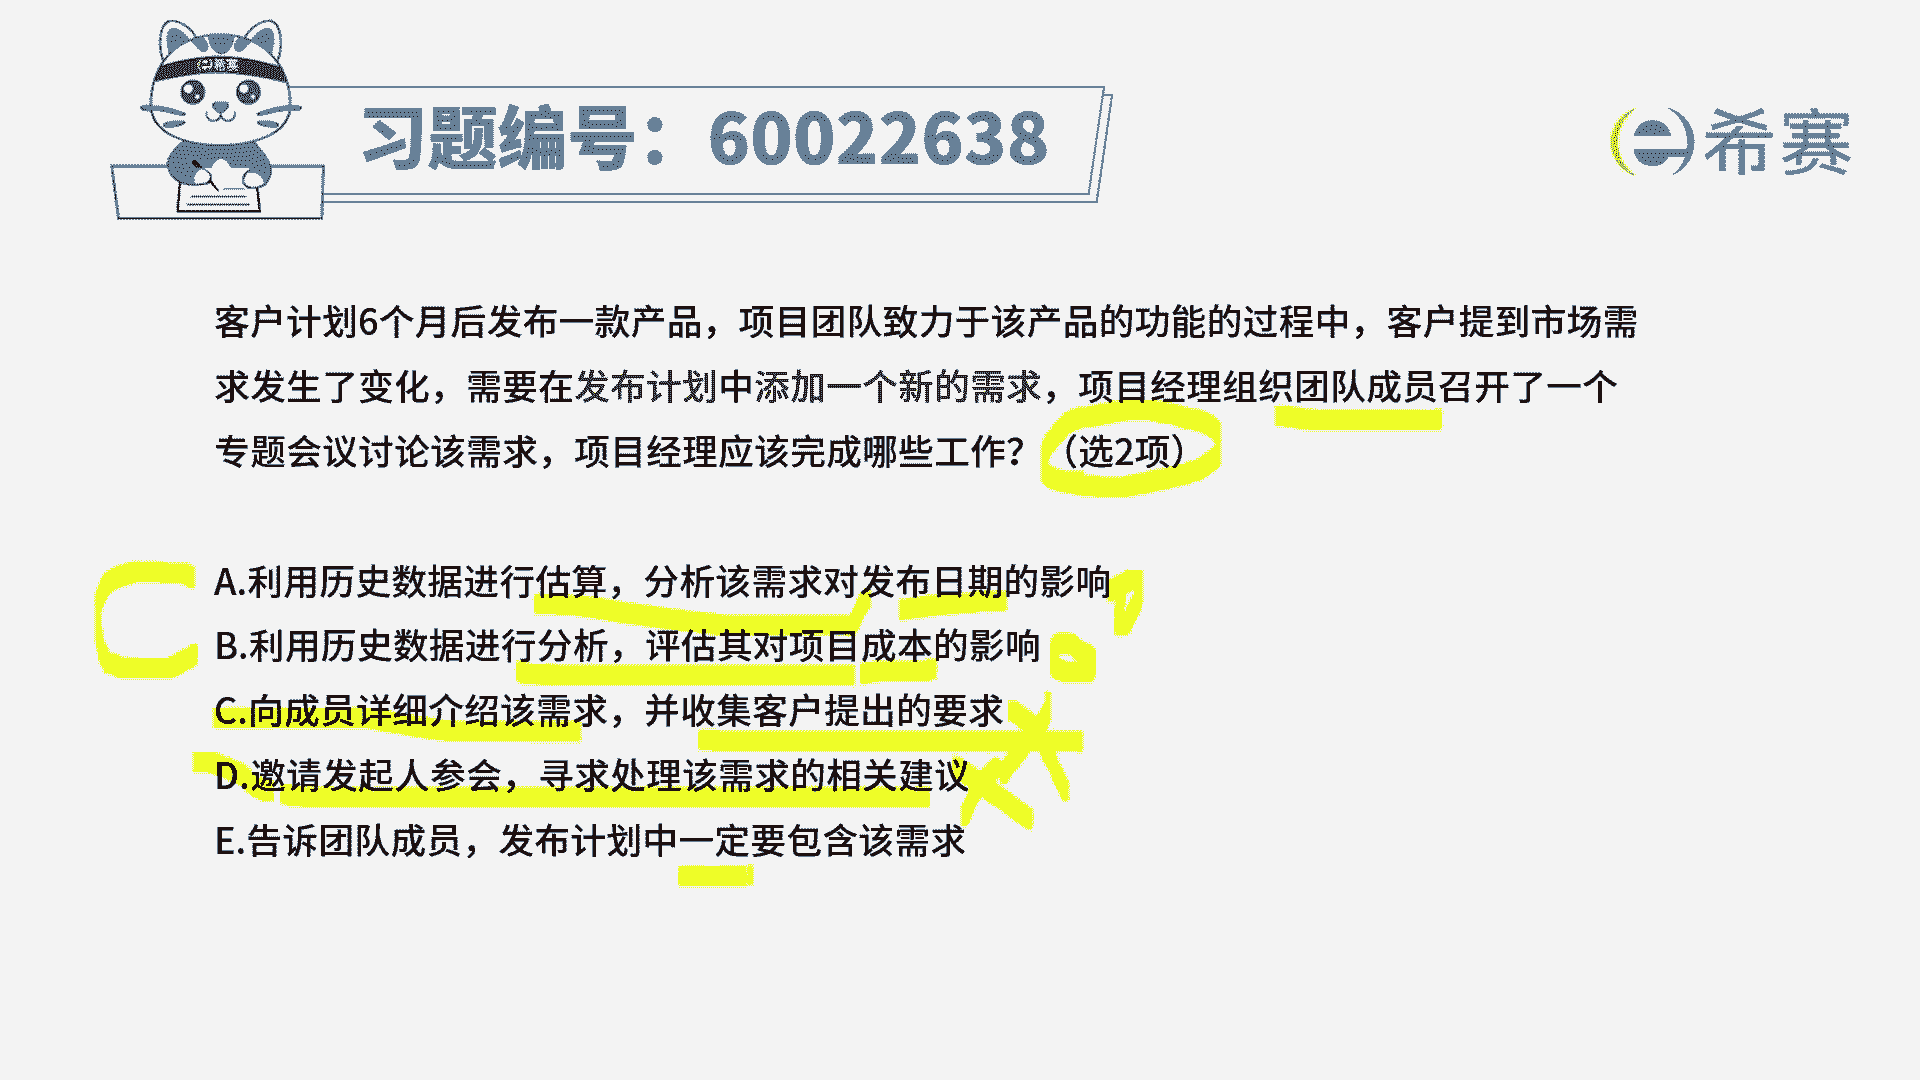 希赛
习题编号：60022638
希赛
客户计划6个月后发布一款产品，项目团队致力于该产品的功能的过程中，客户提到市场需
求发生了变化，需要在发布计划中添加一个新的需求，项目经理组织团队成员召开了一个
专题会议讨论该需求，项目经理应该完成哪些工作？（选2项）
A.利用历史数据进行估算，分析该需求对发布日期的影响
B.利用历史数据进行分析，评估其对项目成本的影响
C.向成员详细介绍该需求，并收集客户提出的要求
D.邀请发起人参会，寻求处理该需求的相关建议
E.告诉团队成员，发布计划中一定要包含该需求